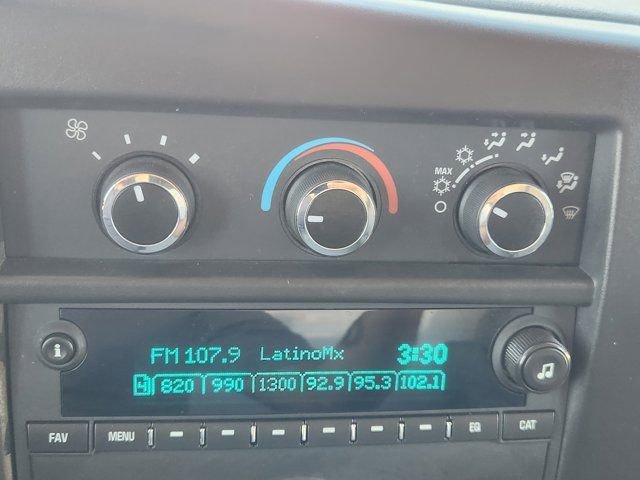 MAX
FM 107.9 LatinoMx 3:30
820 990 1300 92.9 95.3 102.1
FAV MENU EQ CAT